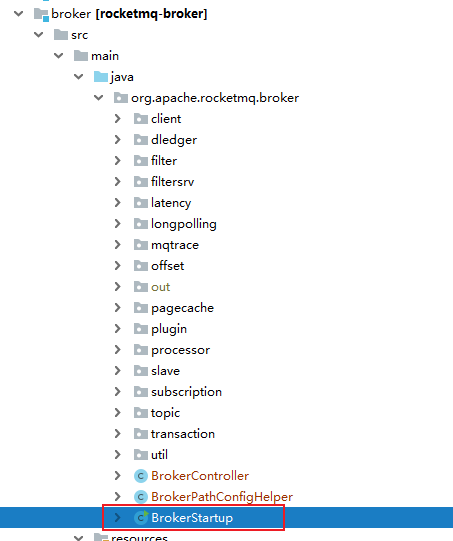 broker [rocketmq-broker]
src
main
java
org.apache.rocketmq.broker
client
dledger
filter
filtersrv
latency
longpolling
mqtrace
offset
out
pagecache
plugin
processor
slave
subscription
topic
transaction
util
BrokerController
BrokerPathConfigHelper
BrokerStartup
resources